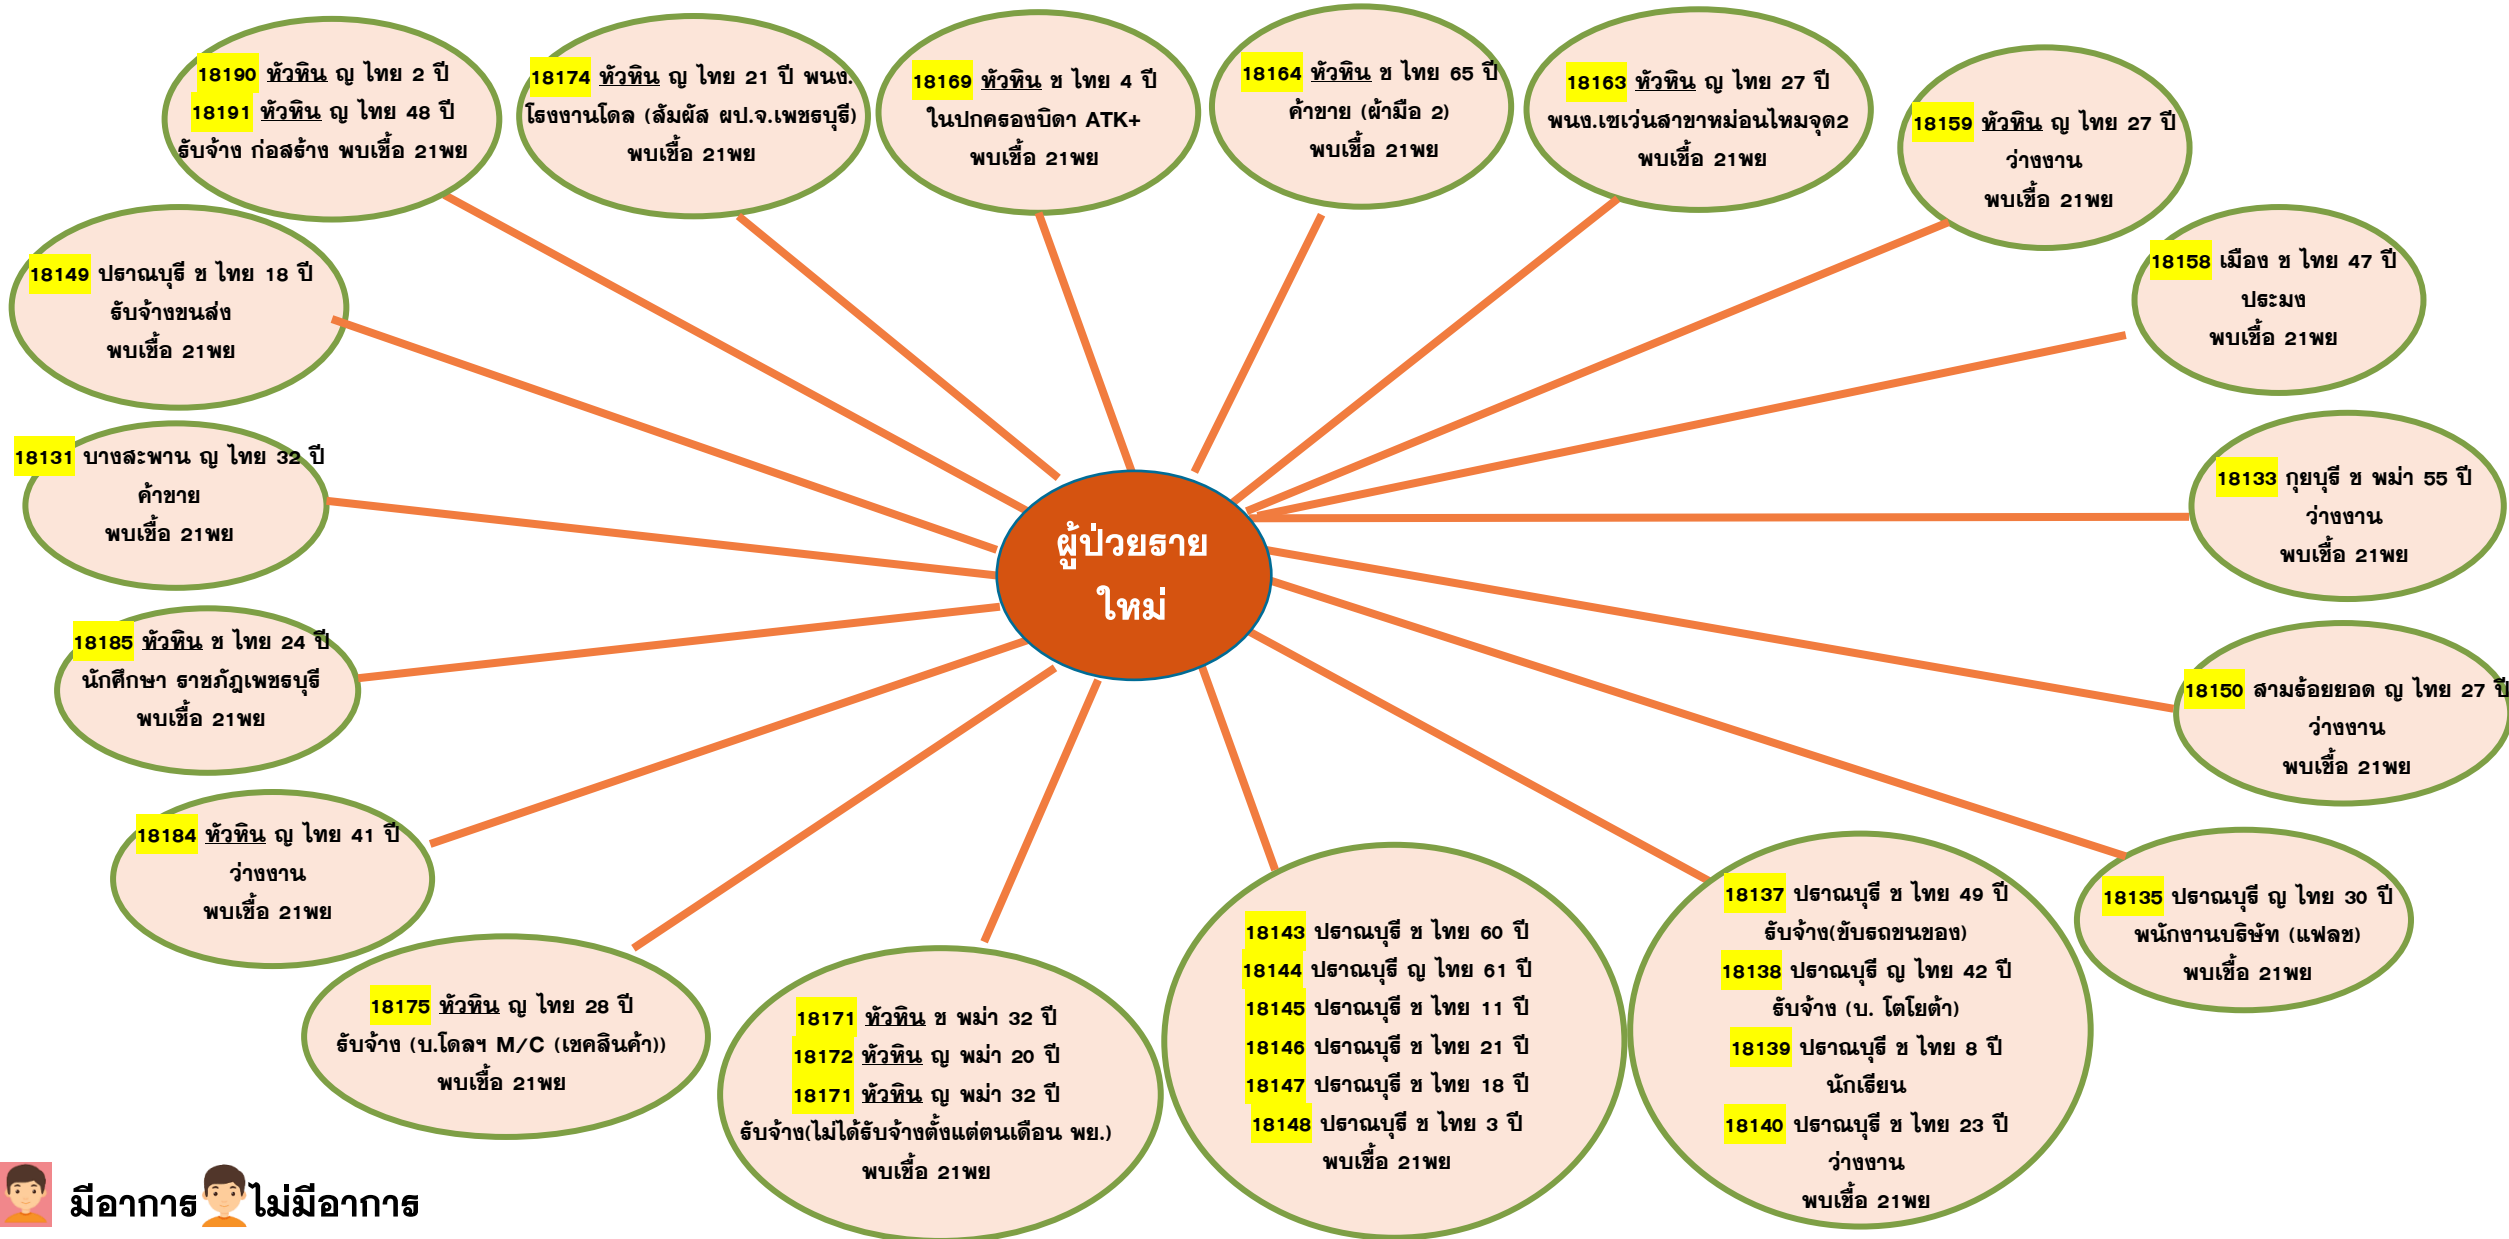 18190 หัวหิน ญ ไทย 2 ปี
18191 หัวหิน ญ ไทย 48 ปี
รับจ้าง ก่อสร้าง พบเชื้อ 21พย
18174 หัวหิน ญ ไทย 21 ปี พนง.
โรงงานโดล (สัมผัส ผป.จ.เพชรบุรี)
พบเชื้อ 21พย
18169 หัวหิน ช ไทย 4 ปี
ในปกครองบิดา ATK+
พบเชื้อ 21พย
18164 หัวหิน ช ไทย 65 ปี
ค้าขาย (ผ้ามือ 2)
พบเชื้อ 21พย
18163 หัวหิน ญ ไทย 27 ปี
พนง.เซเว่นสาขาหม่อนไหมจุด2
พบเชื้อ 21พย
18159 หัวหิน ญ ไทย 27 ปี
ว่างงาน
พบเชื้อ 21พย
18158 เมือง ช ไทย 47 ปี
ประมง
พบเชื้อ 21พย
18149 ปราณบุรี ช ไทย 18 ปี
รับจ้างขนส่ง
พบเชื้อ 21พย
18131 บางสะพาน ญ ไทย 32 ปี
ค้าขาย
พบเชื้อ 21พย
18133 กุยบุรี ช พม่า 55 ปี
ว่างงาน
พบเชื้อ 21พย
ผู้ป่วยราย
ใหม่
18185 หัวหิน ช ไทย 24 ปี
นักศึกษา ราชภัฎเพชรบุรี
พบเชื้อ 21พย
18150 สามร้อยยอด ญ ไทย 27 ปี
ว่างงาน
พบเชื้อ 21พย
18184 หัวหิน ญ ไทย 41 ปี
ว่างงาน
พบเชื้อ 21พย
18175 หัวหิน ญ ไทย 28 ปี
รับจ้าง (บ.โดลฯ M/C (เชคสินค้า))
พบเชื้อ 21พย
18171 หัวหิน ช พม่า 32 ปี
18172 หัวหิน ญ พม่า 20 ปี
18171 หัวหิน ญ พม่า 32 ปี
รับจ้าง(ไม่ได้รับจ้างตั้งแต่ตนเดือน พย.)
พบเชื้อ 21พย
18143 ปราณบุรี ช ไทย 60 ปี
18144 ปราณบุรี ญ ไทย 61 ปี
18145 ปราณบุรี ช ไทย 11 ปี
18146 ปราณบุรี ช ไทย 21 ปี
18147 ปราณบุรี ช ไทย 18 ปี
18148 ปราณบุรี ช ไทย 3 ปี
พบเชื้อ 21พย
18137 ปราณบุรี ช ไทย 49 ปี
รับจ้าง(ขับรถขนของ)
18138 ปราณบุรี ญ ไทย 42 ปี
รับจ้าง (บ. โตโยต้า)
18139 ปราณบุรี ช ไทย 8 ปี
นักเรียน
18140 ปราณบุรี ช ไทย 23 ปี
ว่างงาน
พบเชื้อ 21พย
18135 ปราณบุรี ญ ไทย 30 ปี
พนักงานบริษัท (แฟลช)
พบเชื้อ 21พย
มีอาการ ไม่มีอาการ